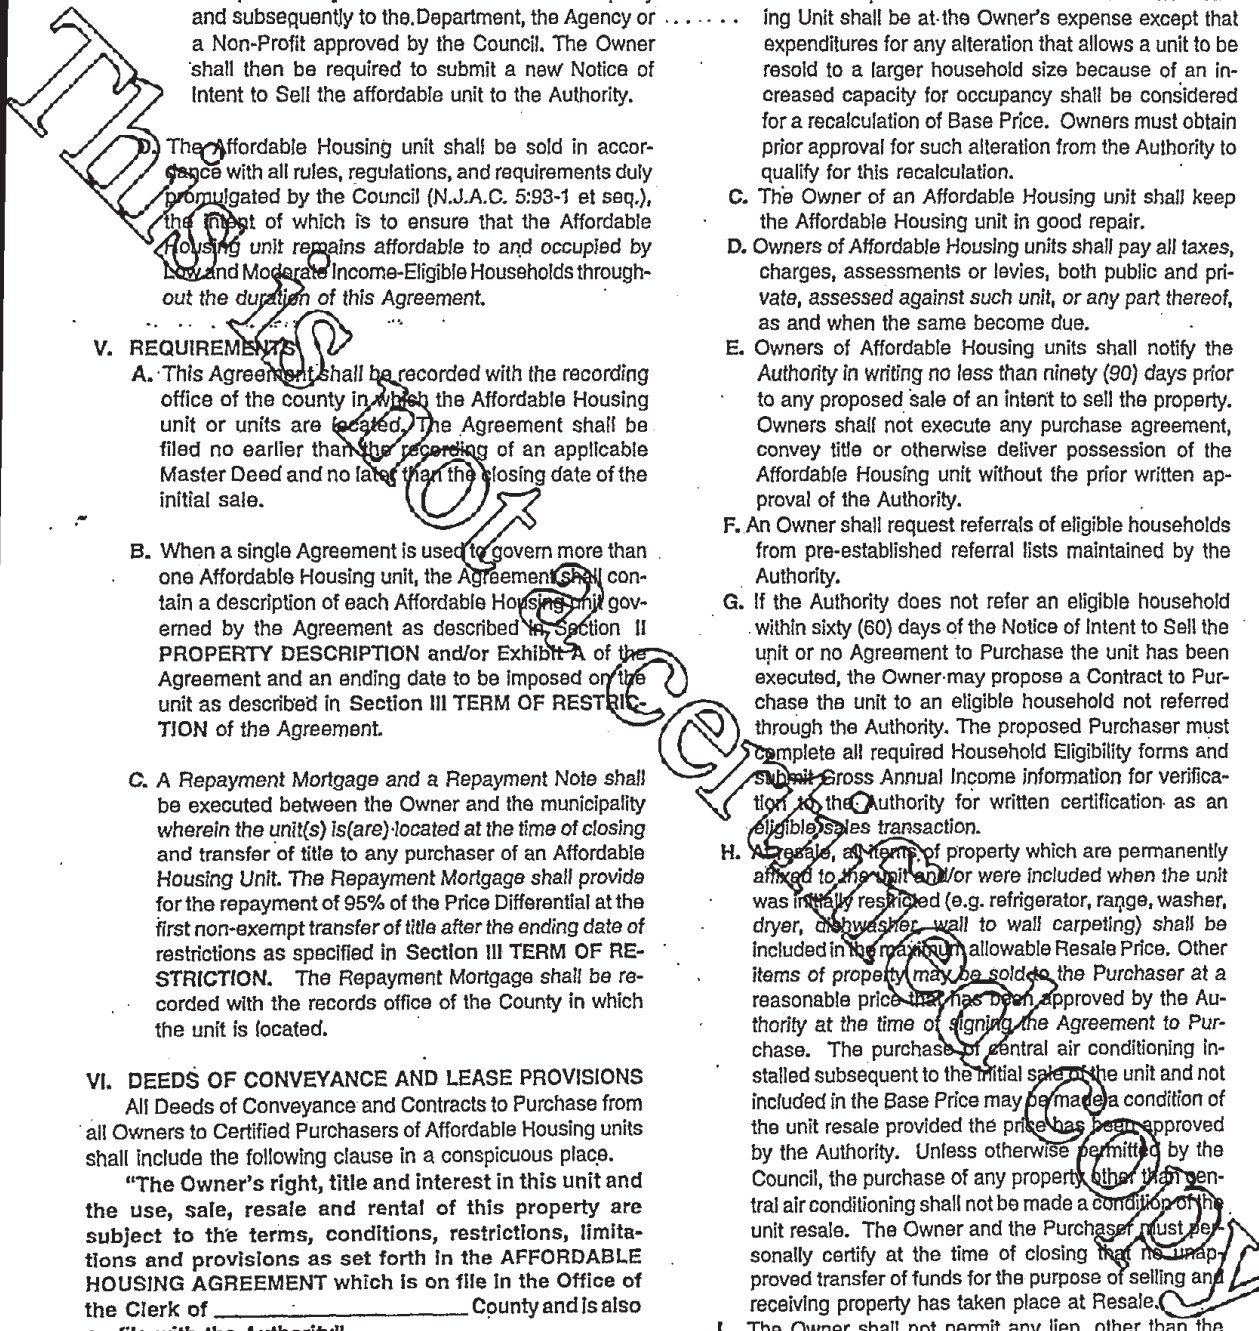 and subsequently to the Department, the Agency or .......
a Non-Profit approved by the Council. The Owner
shall then be required to submit a new Notice of
Intent to Sell the affordable unit to the Authority.
D. The Affordable Housing unit shall be sold in accor-
dance with all rules, regulations, and requirements duly
promulgated by the Council (N.J.A.C. 5:93-1 et seq.),
the intent of which is to ensure that the Affordable
Housing unit remains affordable to and occupied by
Low and Moderate Income-Eligible Households through-
out the duration of this Agreement.
V. REQUIREMENTS
A. This Agreement shall be recorded with the recording
office of the county in which the Affordable Housing
unit or units are located. The Agreement shall be
filed no earlier than the recording of an applicable
Master Deed and no later than the closing date of the
initial sale.
B. When a single Agreement is used to govern more than
one Affordable Housing unit, the Agreement shall con-
tain a description of each Affordable Housing unit gov-
erned by the Agreement as described in Section II
PROPERTY DESCRIPTION and/or Exhibit A of the
Agreement and an ending date to be imposed on the
unit as described in Section III TERM OF RESTRIC-
TION of the Agreement.
C. A Repayment Mortgage and a Repayment Note shall
be executed between the Owner and the municipality
wherein the unit(s) is(are) located at the time of closing
and transfer of title to any purchaser of an Affordable
Housing Unit. The Repayment Mortgage shall provide
for the repayment of 95% of the Price Differential at the
first non-exempt transfer of title after the ending date of
restrictions as specified in Section III TERM OF RE-
STRICTION. The Repayment Mortgage shall be re-
corded with the records office of the County in which
the unit is located.
VI. DEEDS OF CONVEYANCE AND LEASE PROVISIONS
All Deeds of Conveyance and Contracts to Purchase from
all Owners to Certified Purchasers of Affordable Housing units
shall include the following clause in a conspicuous place.
"The Owner's right, title and interest in this unit and
the use, sale, resale and rental of this property are
subject to the terms, conditions, restrictions, limita-
tions and provisions as set forth in the AFFORDABLE
HOUSING AGREEMENT which is on file in the Office of
the Clerk of ____________________ County and is also
ing Unit shall be at the Owner's expense except that
expenditures for any alteration that allows a unit to be
resold to a larger household size because of an in-
creased capacity for occupancy shall be considered
for a recalculation of Base Price. Owners must obtain
prior approval for such alteration from the Authority to
qualify for this recalculation.
C. The Owner of an Affordable Housing unit shall keep
the Affordable Housing unit in good repair.
D. Owners of Affordable Housing units shall pay all taxes,
charges, assessments or levies, both public and pri-
vate, assessed against such unit, or any part thereof,
as and when the same become due.
E. Owners of Affordable Housing units shall notify the
Authority in writing no less than ninety (90) days prior
to any proposed sale of an intent to sell the property.
Owners shall not execute any purchase agreement,
convey title or otherwise deliver possession of the
Affordable Housing unit without the prior written ap-
proval of the Authority.
F. An Owner shall request referrals of eligible households
from pre-established referral lists maintained by the
Authority.
G. If the Authority does not refer an eligible household
within sixty (60) days of the Notice of Intent to Sell the
unit or no Agreement to Purchase the unit has been
executed, the Owner may propose a Contract to Pur-
chase the unit to an eligible household not referred
through the Authority. The proposed Purchaser must
complete all required Household Eligibility forms and
submit Gross Annual Income information for verifica-
tion to the Authority for written certification as an
eligible sales transaction.
H. At resale, all items of property which are permanently
affixed to the unit and/or were included when the unit
was initially restricted (e.g. refrigerator, range, washer,
dryer, dishwasher, wall to wall carpeting) shall be
included in the maximum allowable Resale Price. Other
items of property may be sold to the Purchaser at a
reasonable price that has been approved by the Au-
thority at the time of signing the Agreement to Pur-
chase. The purchase of central air conditioning in-
stalled subsequent to the initial sale of the unit and not
included in the Base Price may be made a condition of
the unit resale provided the price has been approved
by the Authority. Unless otherwise permitted by the
Council, the purchase of any property other than cen-
tral air conditioning shall not be made a condition of the
unit resale. The Owner and the Purchaser must per-
sonally certify at the time of closing that no unap-
proved transfer of funds for the purpose of selling and
receiving property has taken place at Resale.
I. The Owner shall not permit any lien, other than the
This is not a certified copy